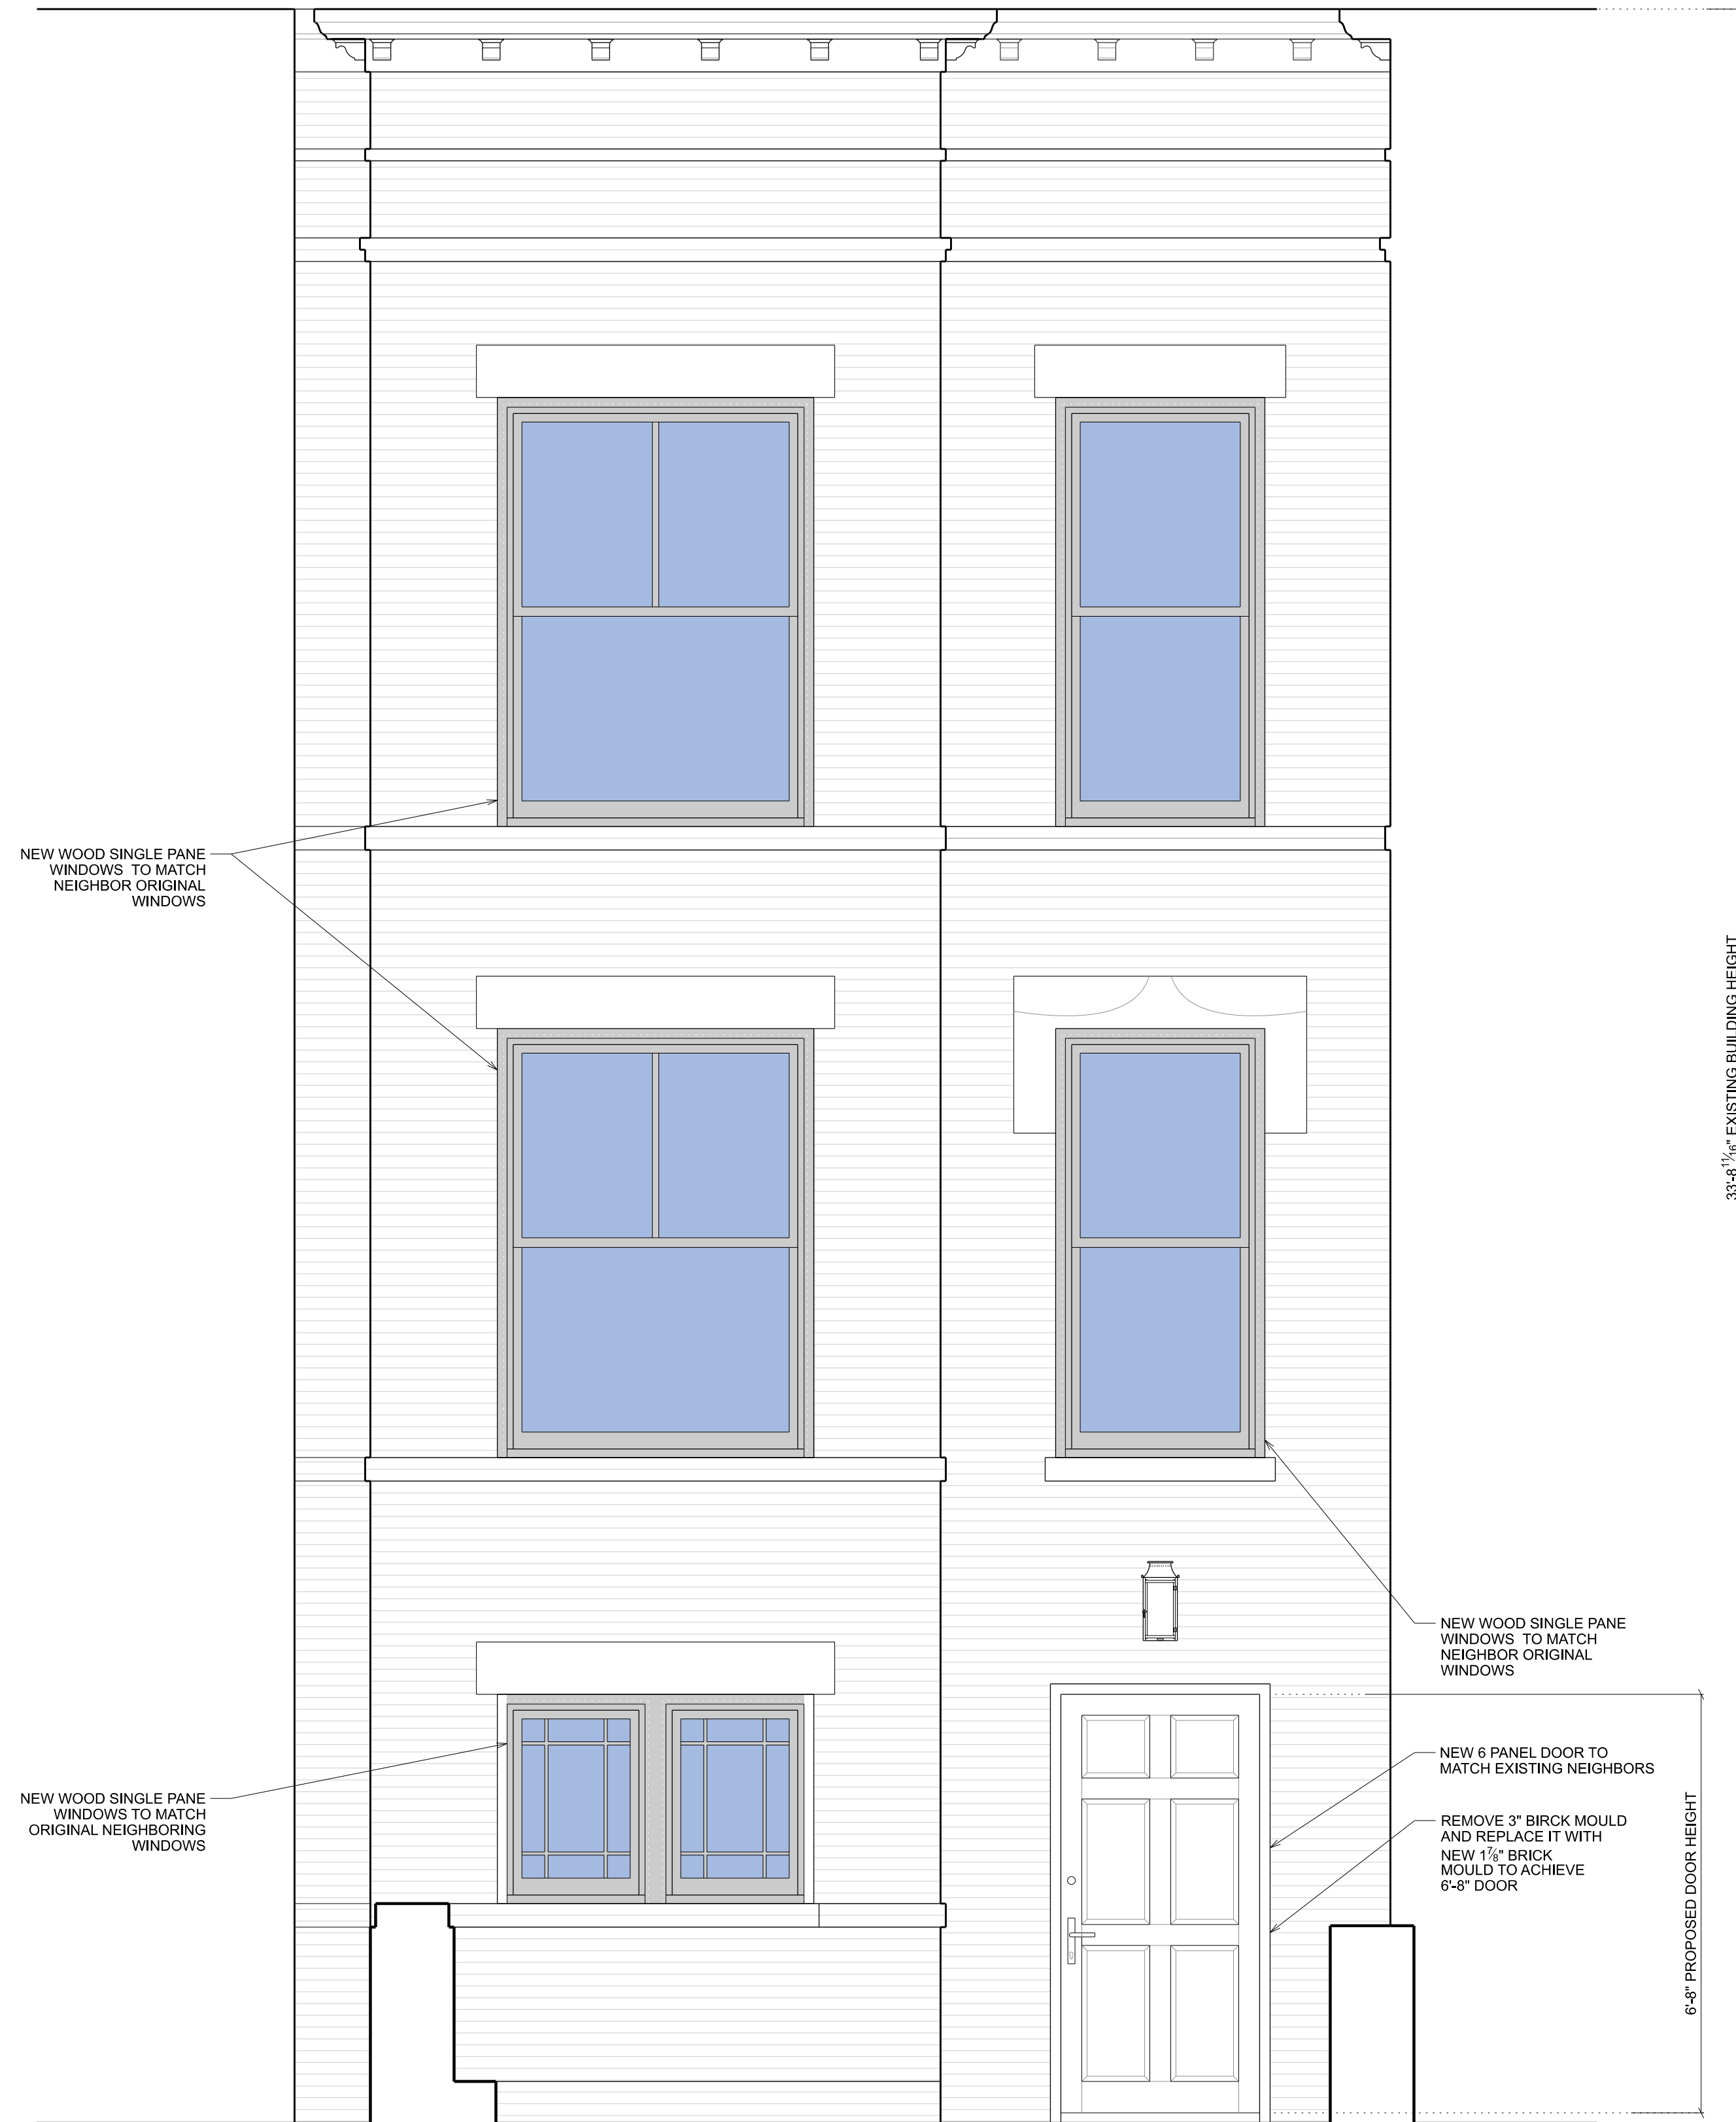 NEW WOOD SINGLE PANE
WINDOWS TO MATCH
NEIGHBOR ORIGINAL
WINDOWS
33'-8 11/16" EXISTING BUILDING HEIGHT
NEW WOOD SINGLE PANE
WINDOWS TO MATCH
NEIGHBOR ORIGINAL
WINDOWS
NEW WOOD SINGLE PANE
WINDOWS TO MATCH
ORIGINAL NEIGHBORING
WINDOWS
NEW 6 PANEL DOOR TO
MATCH EXISTING NEIGHBORS
REMOVE 3" BIRCK MOULD
AND REPLACE IT WITH
NEW 1 7/8" BRICK
MOULD TO ACHIEVE
6'-8" DOOR
6'-8" PROPOSED DOOR HEIGHT